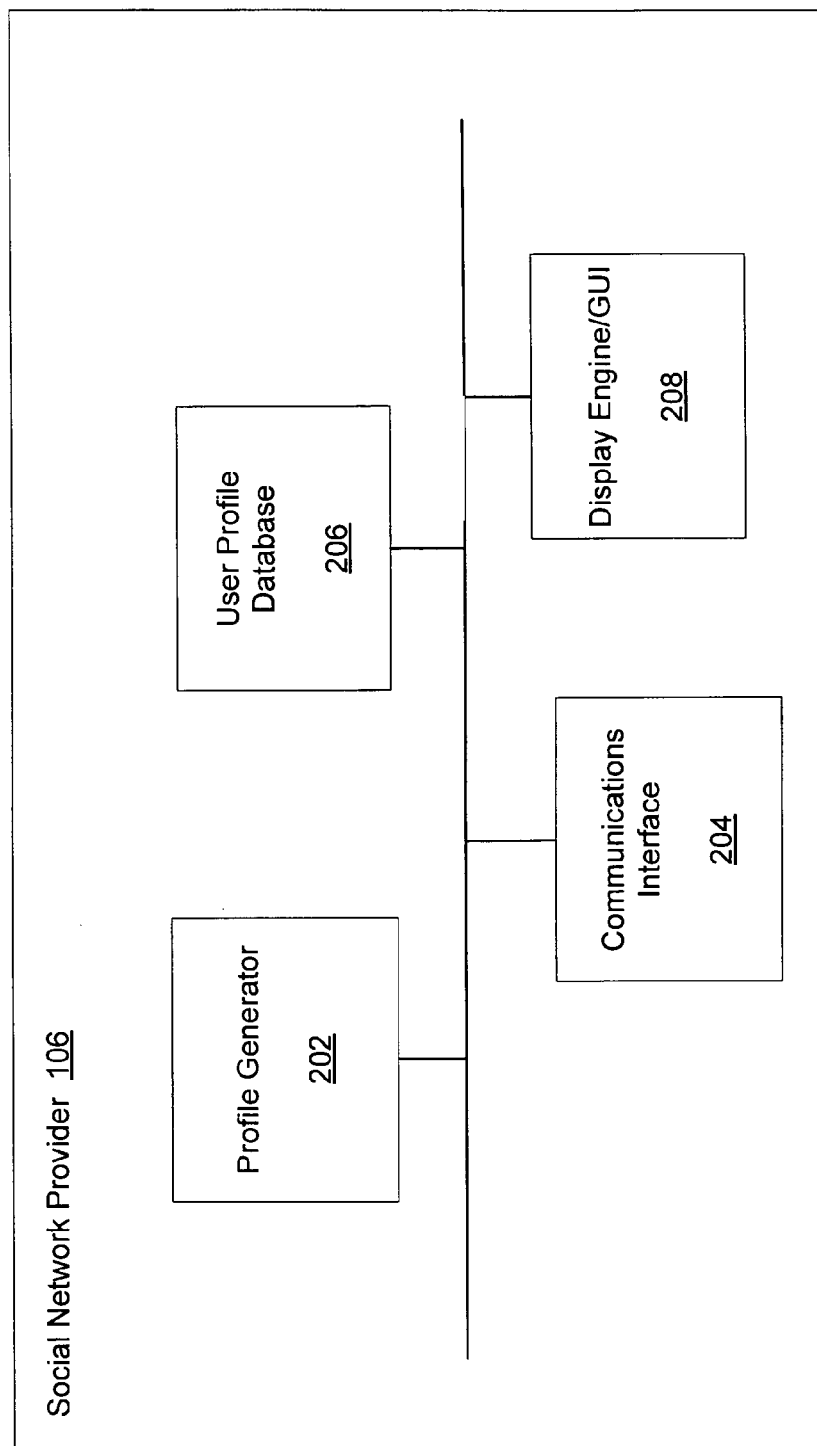 Social Network Provider 106
Profile Generator
202
User Profile
Database
206
Communications
Interface
204
Display Engine/GUI
208